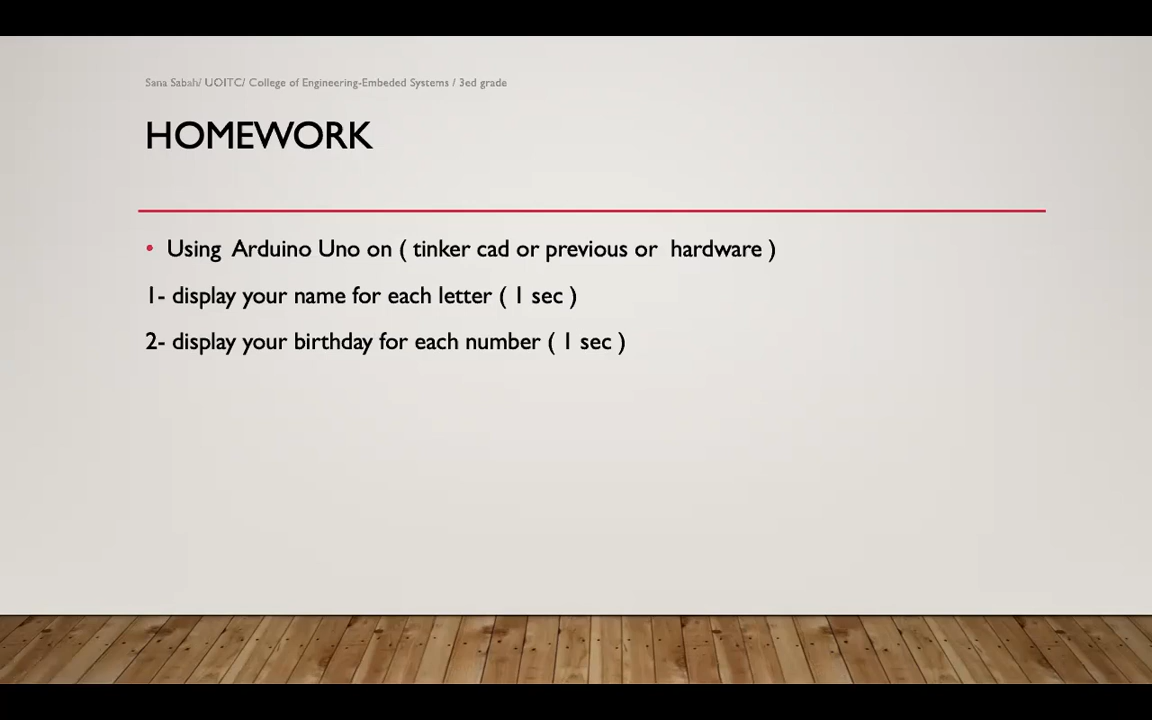 Sana Sabah/ UOITC/ College of Engineering-Embeded Systems / 3ed grade
HOMEWORK
• Using Arduino Uno on ( tinker cad or previous or hardware )
1- display your name for each letter ( 1 sec )
2- display your birthday for each number ( 1 sec )